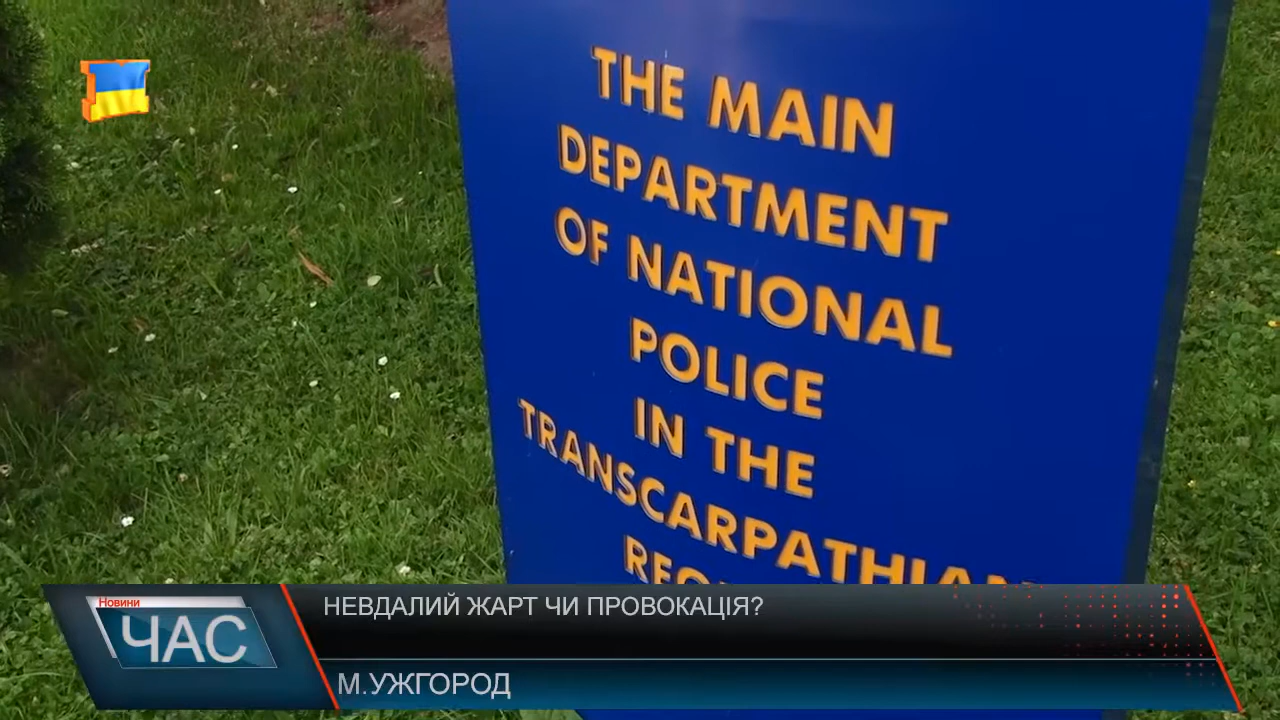 THE MAIN
DEPARTMENT
OF NATIONAL
POLICE
IN THE
TRANSCARPATHIAN
Новини
ЧАС
НЕВДАЛИЙ ЖАРТ ЧИ ПРОВОКАЦІЯ?
М.УЖГОРОД